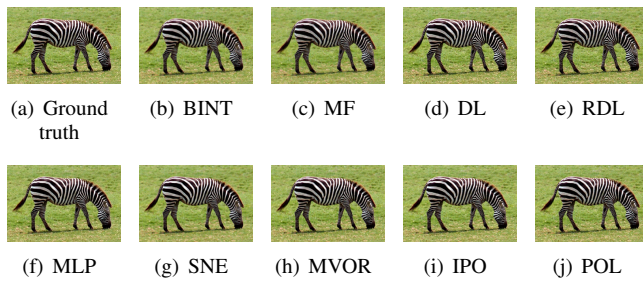 (a) Ground truth
(b) BINT
(c) MF
(d) DL
(e) RDL
(f) MLP
(g) SNE
(h) MVOR
(i) IPO
(j) POL